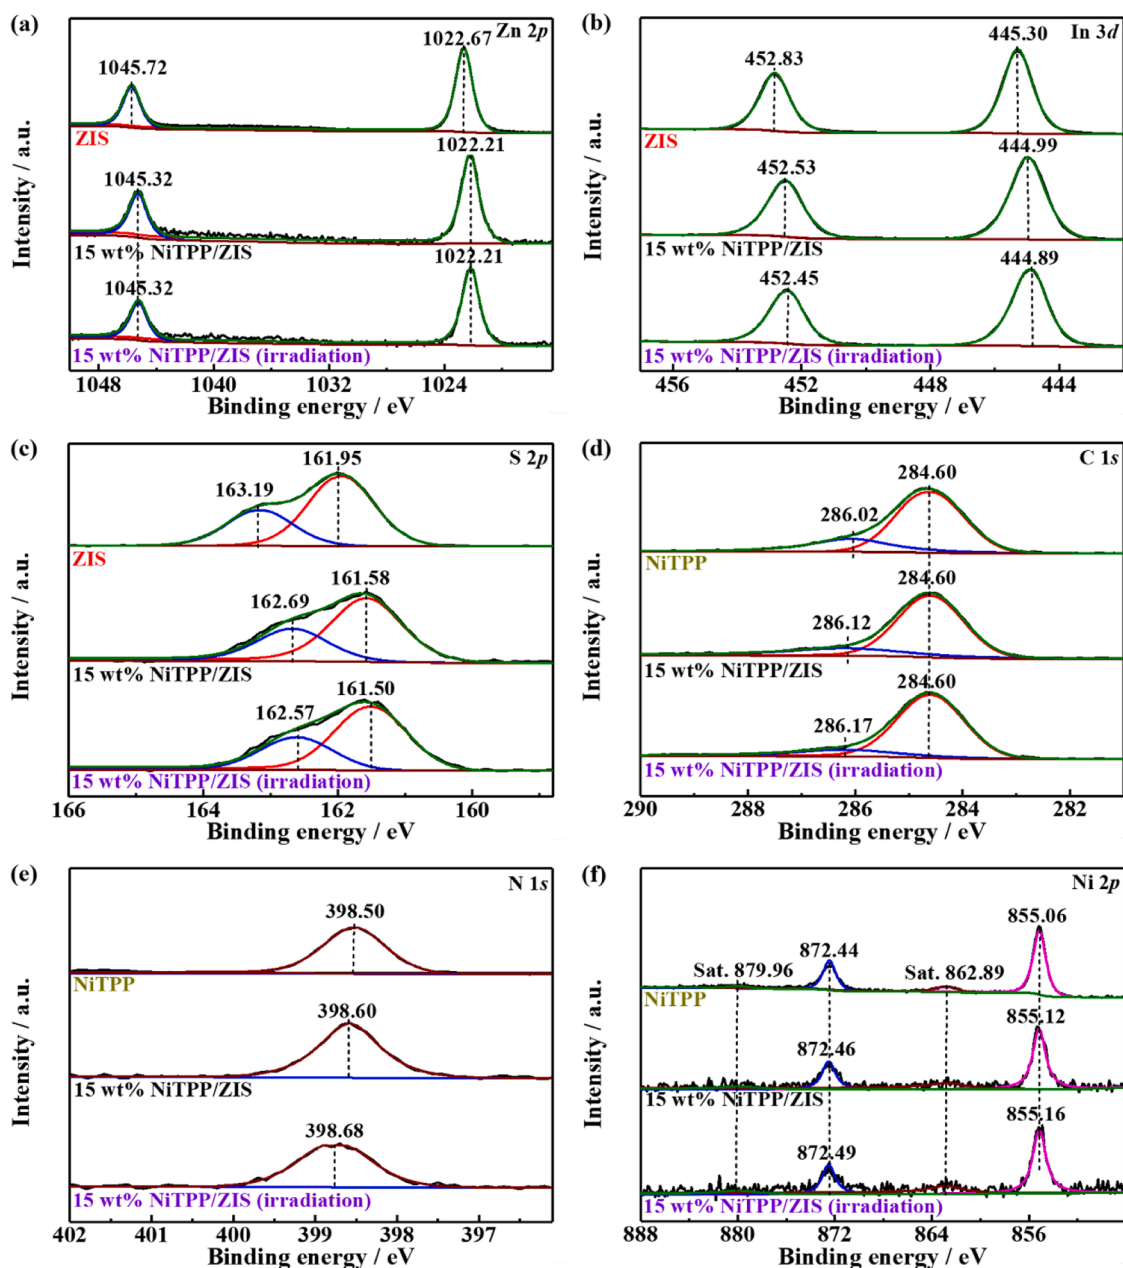 (a)
Zn 2p
1022.67
1045.72
ZIS
1022.21
1045.32
15 wt% NiTPP/ZIS
1022.21
1045.32
15 wt% NiTPP/ZIS (irradiation)
1048 1040 1032 1024
Binding energy / eV
Intensity / a.u.
(b)
In 3d
445.30
452.83
ZIS
444.99
452.53
15 wt% NiTPP/ZIS
444.89
452.45
15 wt% NiTPP/ZIS (irradiation)
456 452 448 444
Binding energy / eV
Intensity / a.u.
(c)
S 2p
161.95
163.19
ZIS
161.58
162.69
15 wt% NiTPP/ZIS
161.50
162.57
15 wt% NiTPP/ZIS (irradiation)
166 164 162 160
Binding energy / eV
Intensity / a.u.
(d)
C 1s
284.60
286.02
NiTPP
284.60
286.12
15 wt% NiTPP/ZIS
284.60
286.17
15 wt% NiTPP/ZIS (irradiation)
290 288 286 284 282
Binding energy / eV
Intensity / a.u.
(e)
N 1s
398.50
NiTPP
398.60
15 wt% NiTPP/ZIS
398.68
15 wt% NiTPP/ZIS (irradiation)
402 401 400 399 398 397
Binding energy / eV
Intensity / a.u.
(f)
Ni 2p
855.06
872.44
Sat. 879.96 Sat. 862.89
NiTPP
855.12
872.46
15 wt% NiTPP/ZIS
855.16
872.49
15 wt% NiTPP/ZIS (irradiation)
888 880 872 864 856
Binding energy / eV
Intensity / a.u.